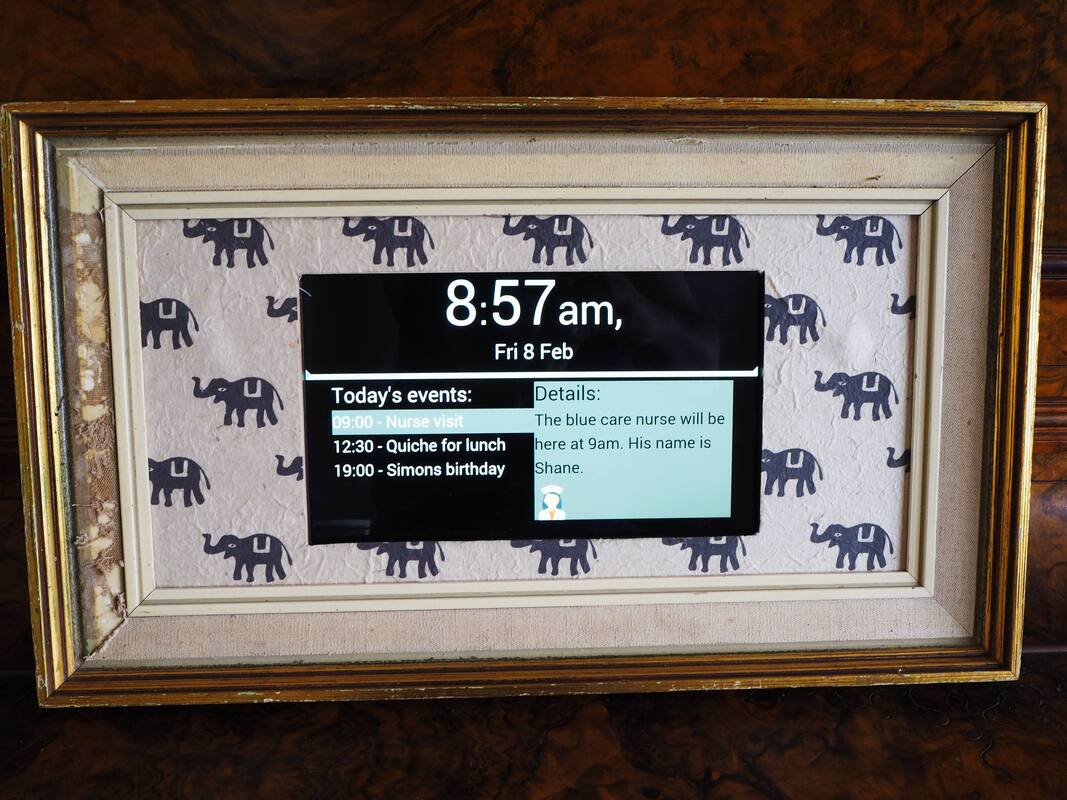 8:57am,
Fri 8 Feb
Today's events:
09:00 - Nurse visit
12:30 - Quiche for lunch
19:00 - Simons birthday
Details:
The blue care nurse will be
here at 9am. His name is
Shane.